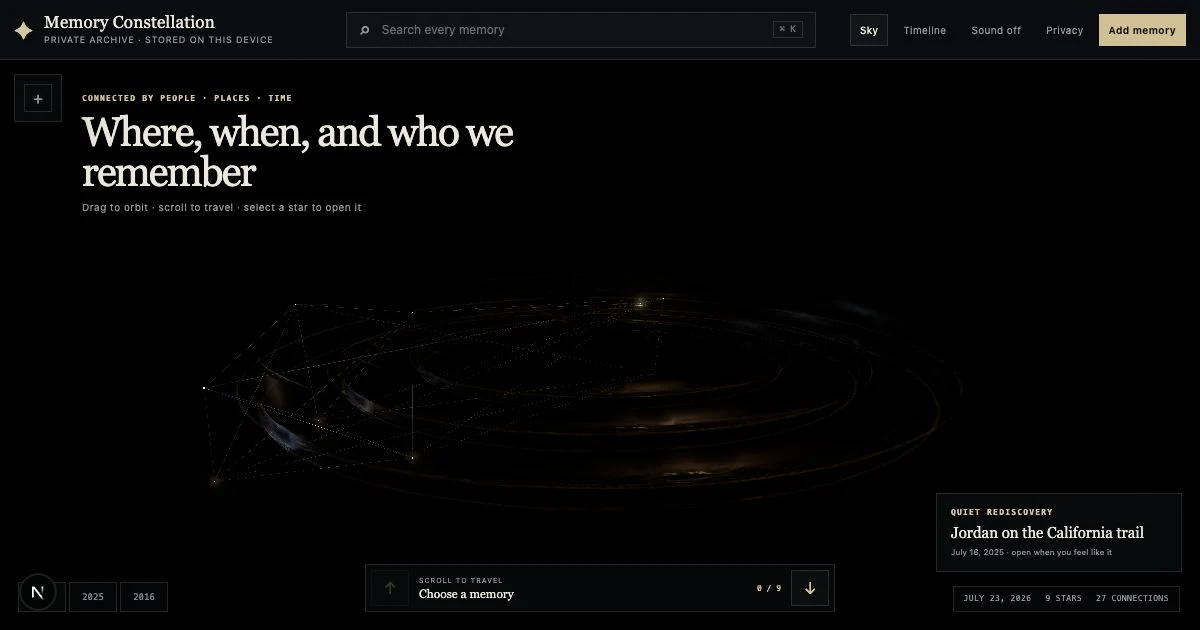 Memory Constellation
PRIVATE ARCHIVE · STORED ON THIS DEVICE
Search every memory
⌘ K
Sky
Timeline
Sound off
Privacy
Add memory
+
CONNECTED BY PEOPLE · PLACES · TIME
Where, when, and who we
remember
Drag to orbit · scroll to travel · select a star to open it
QUIET REDISCOVERY
Jordan on the California trail
July 16, 2025 · open when you feel like it
N
2025
2016
↑
SCROLL TO TRAVEL
Choose a memory
0 / 9
↓
JULY 23, 2026 9 STARS 27 CONNECTIONS